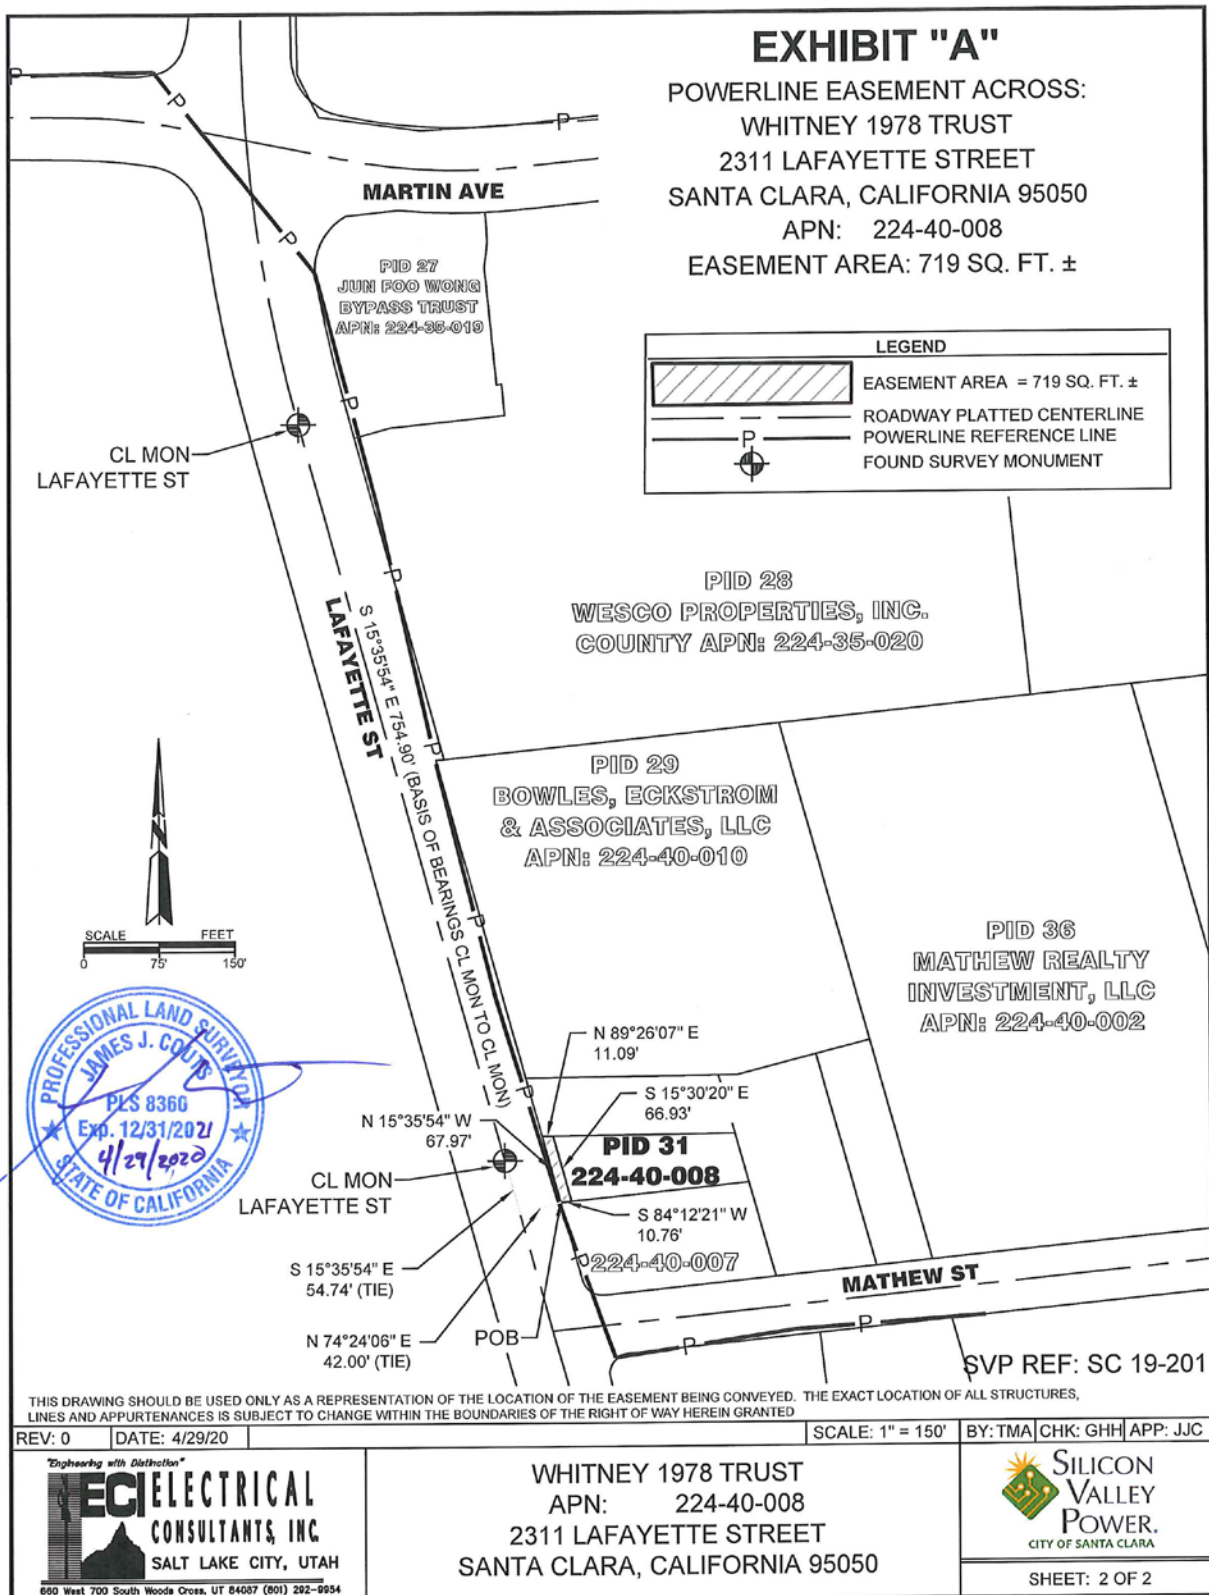 EXHIBIT "A"
POWERLINE EASEMENT ACROSS:
WHITNEY 1978 TRUST
2311 LAFAYETTE STREET
SANTA CLARA, CALIFORNIA 95050
APN: 224-40-008
EASEMENT AREA: 719 SQ. FT. ±
P
P
P
P
MARTIN AVE
PID 27
JUN FOO WONG
BYPASS TRUST
APN: 224-35-019
LEGEND
EASEMENT AREA = 719 SQ. FT. ±
ROADWAY PLATTED CENTERLINE
P
POWERLINE REFERENCE LINE
FOUND SURVEY MONUMENT
P
CL MON
LAFAYETTE ST
P
PID 28
WESCO PROPERTIES, INC.
COUNTY APN: 224-35-020
LAFAYETTE ST
S 15°35'54" E 754.90' (BASIS OF BEARINGS CL MON TO CL MON)
P
PID 29
BOWLES, ECKSTROM
& ASSOCIATES, LLC
APN: 224-40-010
N
SCALE FEET
0 75' 150'
P
PID 36
MATHEW REALTY
INVESTMENT, LLC
APN: 224-40-002
PROFESSIONAL LAND SURVEYOR
JAMES J. COUTS
PLS 8360
Exp. 12/31/2021
4/29/2020
STATE OF CALIFORNIA
N 89°26'07" E
11.09'
P
S 15°30'20" E
66.93'
N 15°35'54" W
67.97'
PID 31
224-40-008
CL MON
LAFAYETTE ST
S 84°12'21" W
10.76'
P
224-40-007
S 15°35'54" E
54.74' (TIE)
MATHEW ST
N 74°24'06" E
42.00' (TIE)
POB
P
P
SVP REF: SC 19-201
THIS DRAWING SHOULD BE USED ONLY AS A REPRESENTATION OF THE LOCATION OF THE EASEMENT BEING CONVEYED. THE EXACT LOCATION OF ALL STRUCTURES,
LINES AND APPURTENANCES IS SUBJECT TO CHANGE WITHIN THE BOUNDARIES OF THE RIGHT OF WAY HEREIN GRANTED
REV: 0 DATE: 4/29/20 SCALE: 1" = 150' BY: TMA CHK: GHH APP: JJC
"Engineering with Distinction"
ECI ELECTRICAL
CONSULTANTS, INC.
SALT LAKE CITY, UTAH
660 West 700 South Woods Cross, UT 84087 (801) 292-9954
WHITNEY 1978 TRUST
APN: 224-40-008
2311 LAFAYETTE STREET
SANTA CLARA, CALIFORNIA 95050
SILICON
VALLEY
POWER.
CITY OF SANTA CLARA
SHEET: 2 OF 2